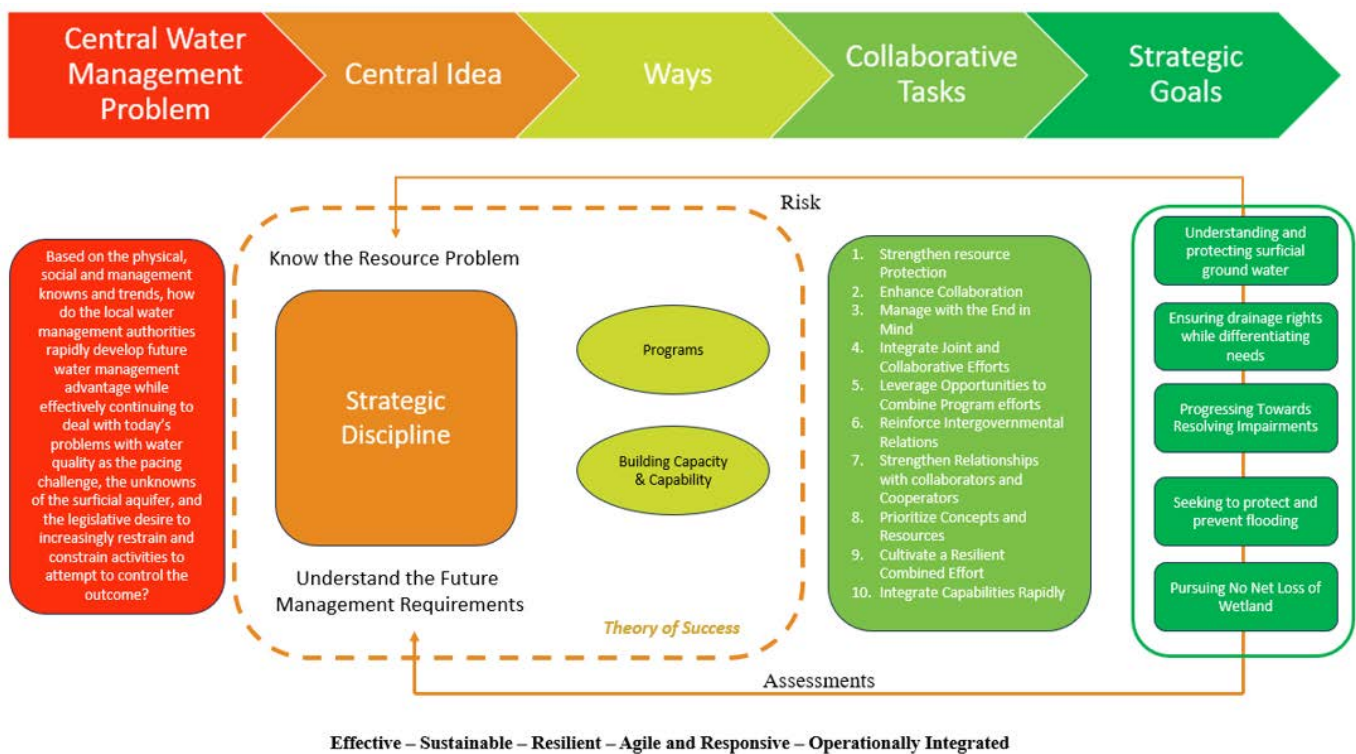 Central Water
Management
Problem
Central Idea
Ways
Collaborative
Tasks
Strategic
Goals
Risk
Based on the physical,
social and management
knowns and trends, how
do the local water
management authorities
rapidly develop future
water management
advantage while
effectively continuing to
deal with today's
problems with water
quality as the pacing
challenge, the unknowns
of the surficial aquifer, and
the legislative desire to
increasingly restrain and
constrain activities to
attempt to control the
outcome?
Know the Resource Problem
Strategic
Discipline
Understand the Future
Management Requirements
Programs
Building Capacity
& Capability
Theory of Success
1. Strengthen resource
Protection
2. Enhance Collaboration
3. Manage with the End in
Mind
4. Integrate Joint and
Collaborative Efforts
5. Leverage Opportunities to
Combine Program efforts
6. Reinforce Intergovernmental
Relations
7. Strengthen Relationships
with collaborators and
Cooperators
8. Prioritize Concepts and
Resources
9. Cultivate a Resilient
Combined Effort
10. Integrate Capabilities Rapidly
Understanding and
protecting surficial
ground water
Ensuring drainage rights
while differentiating
needs
Progressing Towards
Resolving Impairments
Seeking to protect and
prevent flooding
Pursuing No Net Loss of
Wetland
Assessments
Effective – Sustainable – Resilient – Agile and Responsive – Operationally Integrated